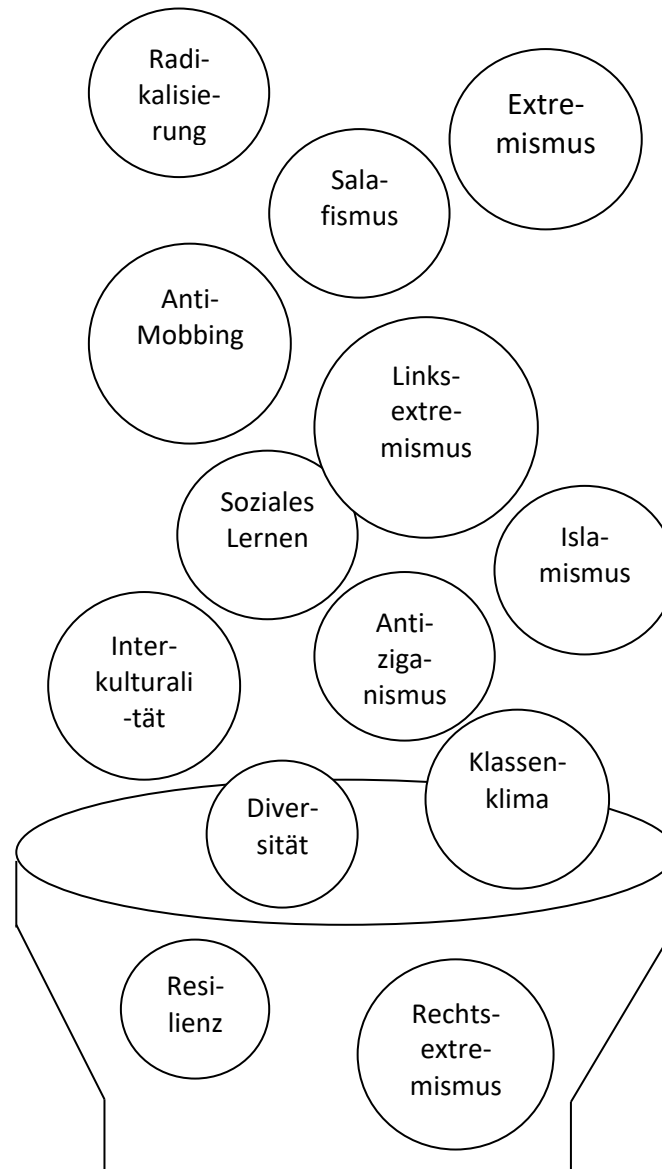 Radi-
kalisie-
rung
Extre-
mismus
Sala-
fismus
Anti-
Mobbing
Links-
extre-
mismus
Soziales
Lernen
Isla-
mismus
Anti-
ziga-
nismus
Inter-
kulturali
-tät
Klassen-
klima
Diver-
sität
Resi-
lienz
Rechts-
extre-
mismus